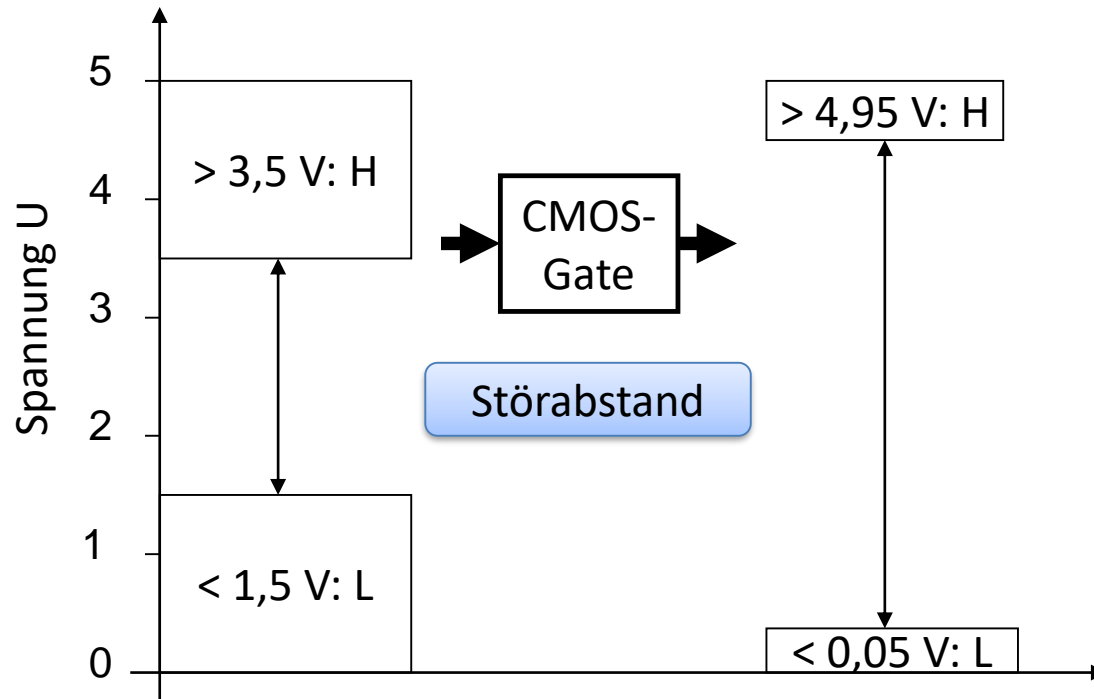 Spannung U
5
4
3
2
1
0
> 3,5 V: H
< 1,5 V: L
CMOS-
Gate
Störabstand
> 4,95 V: H
< 0,05 V: L